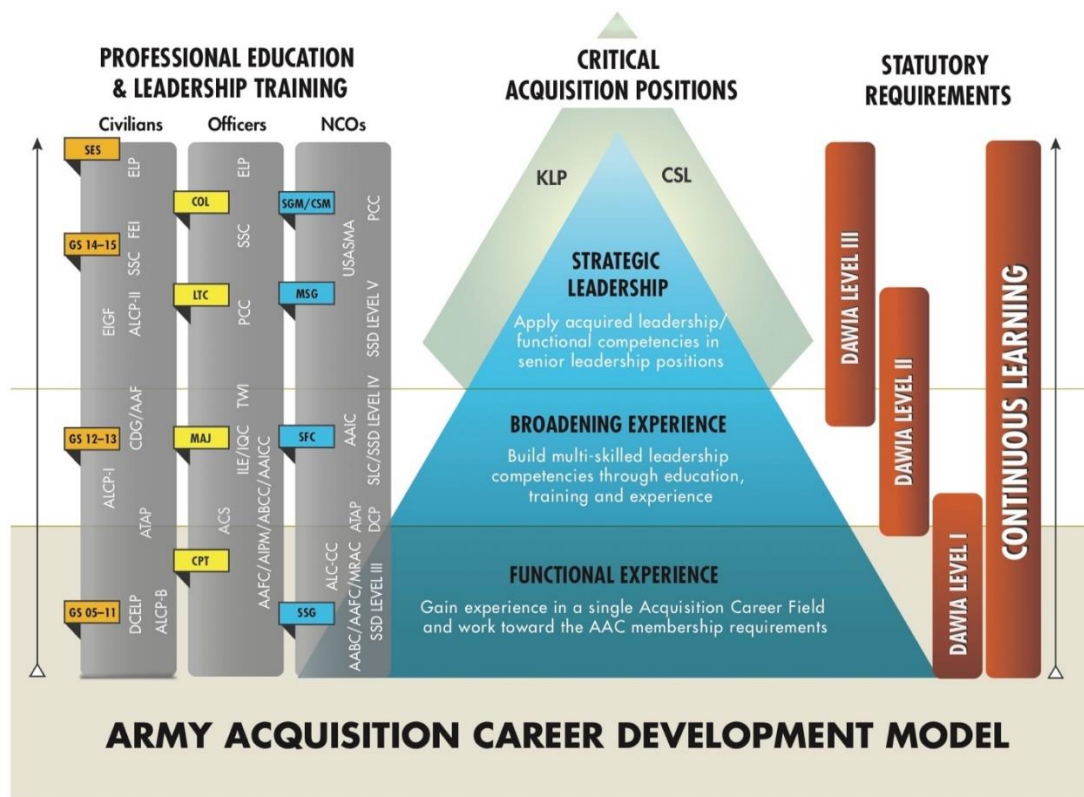 PROFESSIONAL EDUCATION
& LEADERSHIP TRAINING
Civilians
Officers
NCOs
SES
ELP
FEI
GS 14–15
SSC
ALCP-II
EIGF
CDG/AAF
GS 12–13
ALCP-I
ATAP
GS 05–11
DCELP
ALCP-B
ELP
COL
SSC
LTC
PCC
TWI
MAJ
ILE/IQC
AAFC/AIPM/ABCC/AAICC
ACS
CPT
SGM/CSM
PCC
USASMA
MSG
SSD LEVEL V
SFC
AAIC
SLC/SSD LEVEL IV
ATAP
DCP
ALC-CC
AABC/AAFC/MRAC
SSD LEVEL III
SSG
CRITICAL
ACQUISITION POSITIONS
KLP
CSL
STRATEGIC
LEADERSHIP
Apply acquired leadership/
functional competencies in
senior leadership positions
BROADENING EXPERIENCE
Build multi-skilled leadership
competencies through education,
training and experience
FUNCTIONAL EXPERIENCE
Gain experience in a single Acquisition Career Field
and work toward the AAC membership requirements
STATUTORY
REQUIREMENTS
DAWIA LEVEL III
DAWIA LEVEL II
DAWIA LEVEL I
CONTINUOUS LEARNING
ARMY ACQUISITION CAREER DEVELOPMENT MODEL